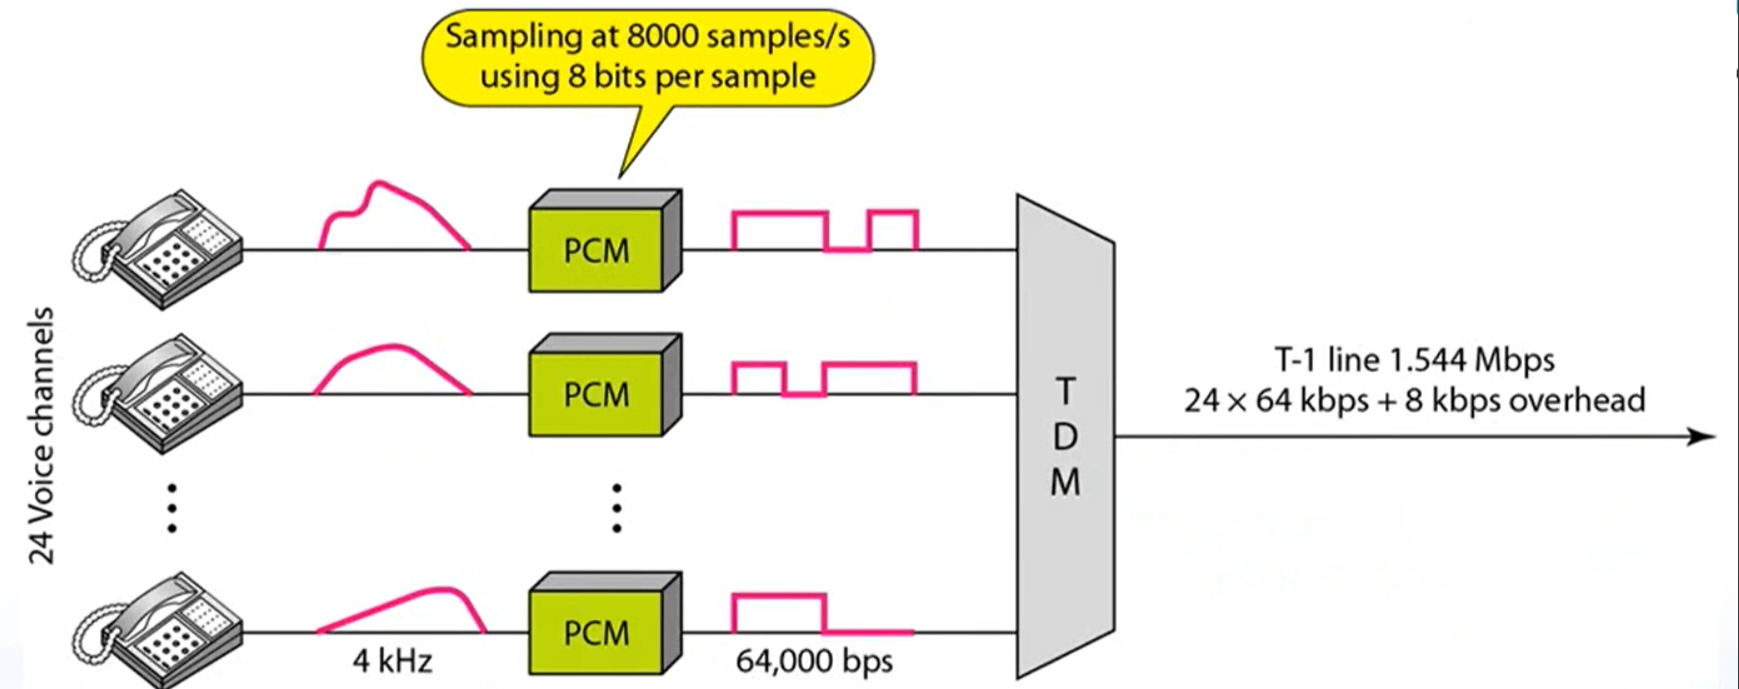 Sampling at 8000 samples/s
using 8 bits per sample
24 Voice channels
PCM
PCM
PCM
4 kHz
64,000 bps
T
D
M
T-1 line 1.544 Mbps
24 × 64 kbps + 8 kbps overhead